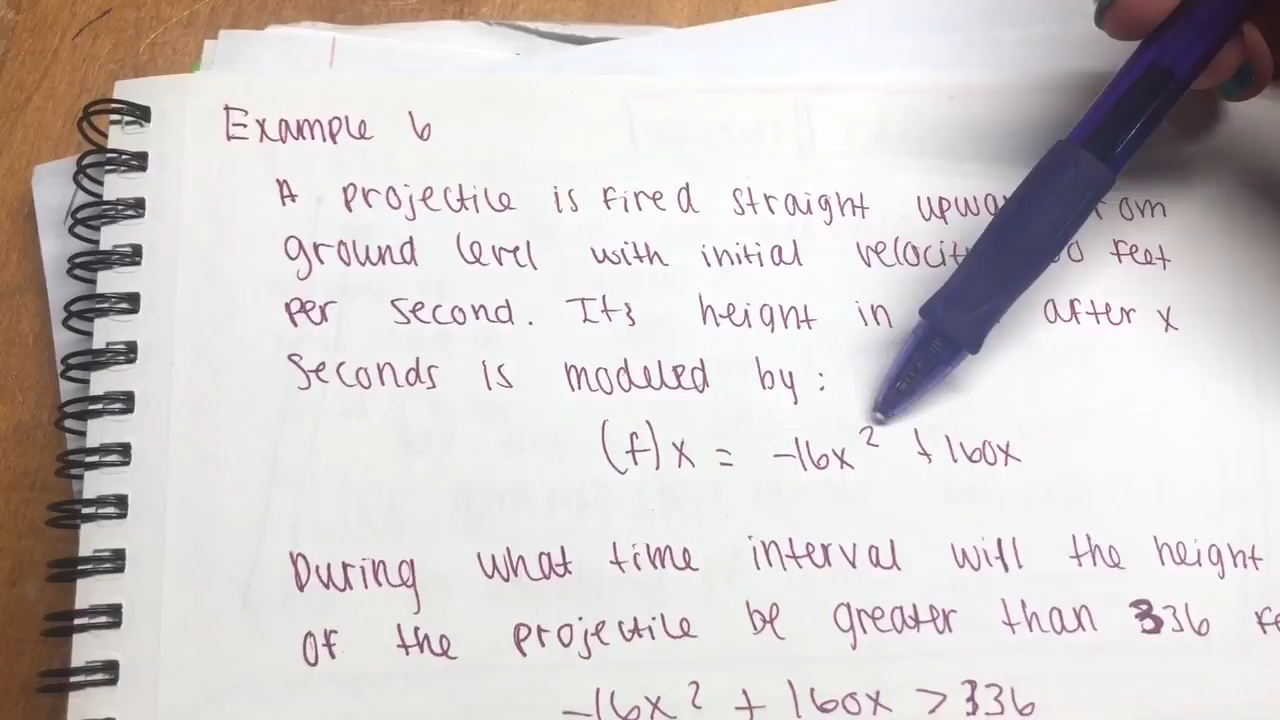 Example 6
A projectile is fired straight
ground level with initial feet
per second. Its height in after x
seconds is modeled by:
(f)x = -16x² + 160x
During what time interval will the height
of the projectile be greater than 336
-16x² + 160x > 336